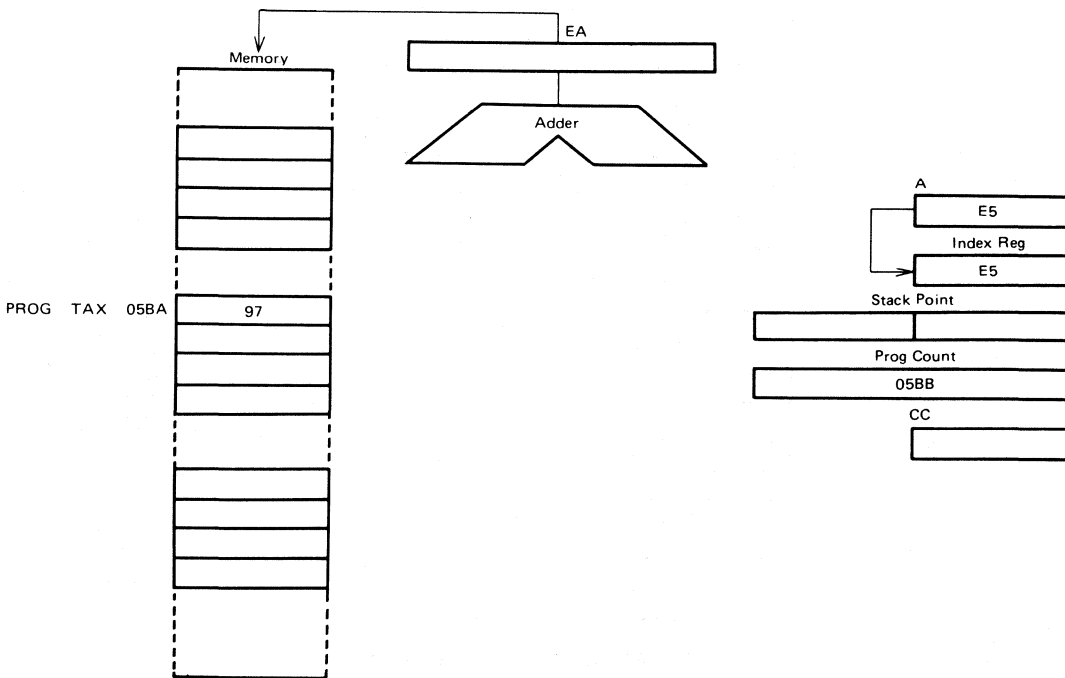 EA
Memory
Adder
A
E5
Index Reg
E5
PROG TAX 05BA 97
Stack Point
Prog Count
05BB
CC